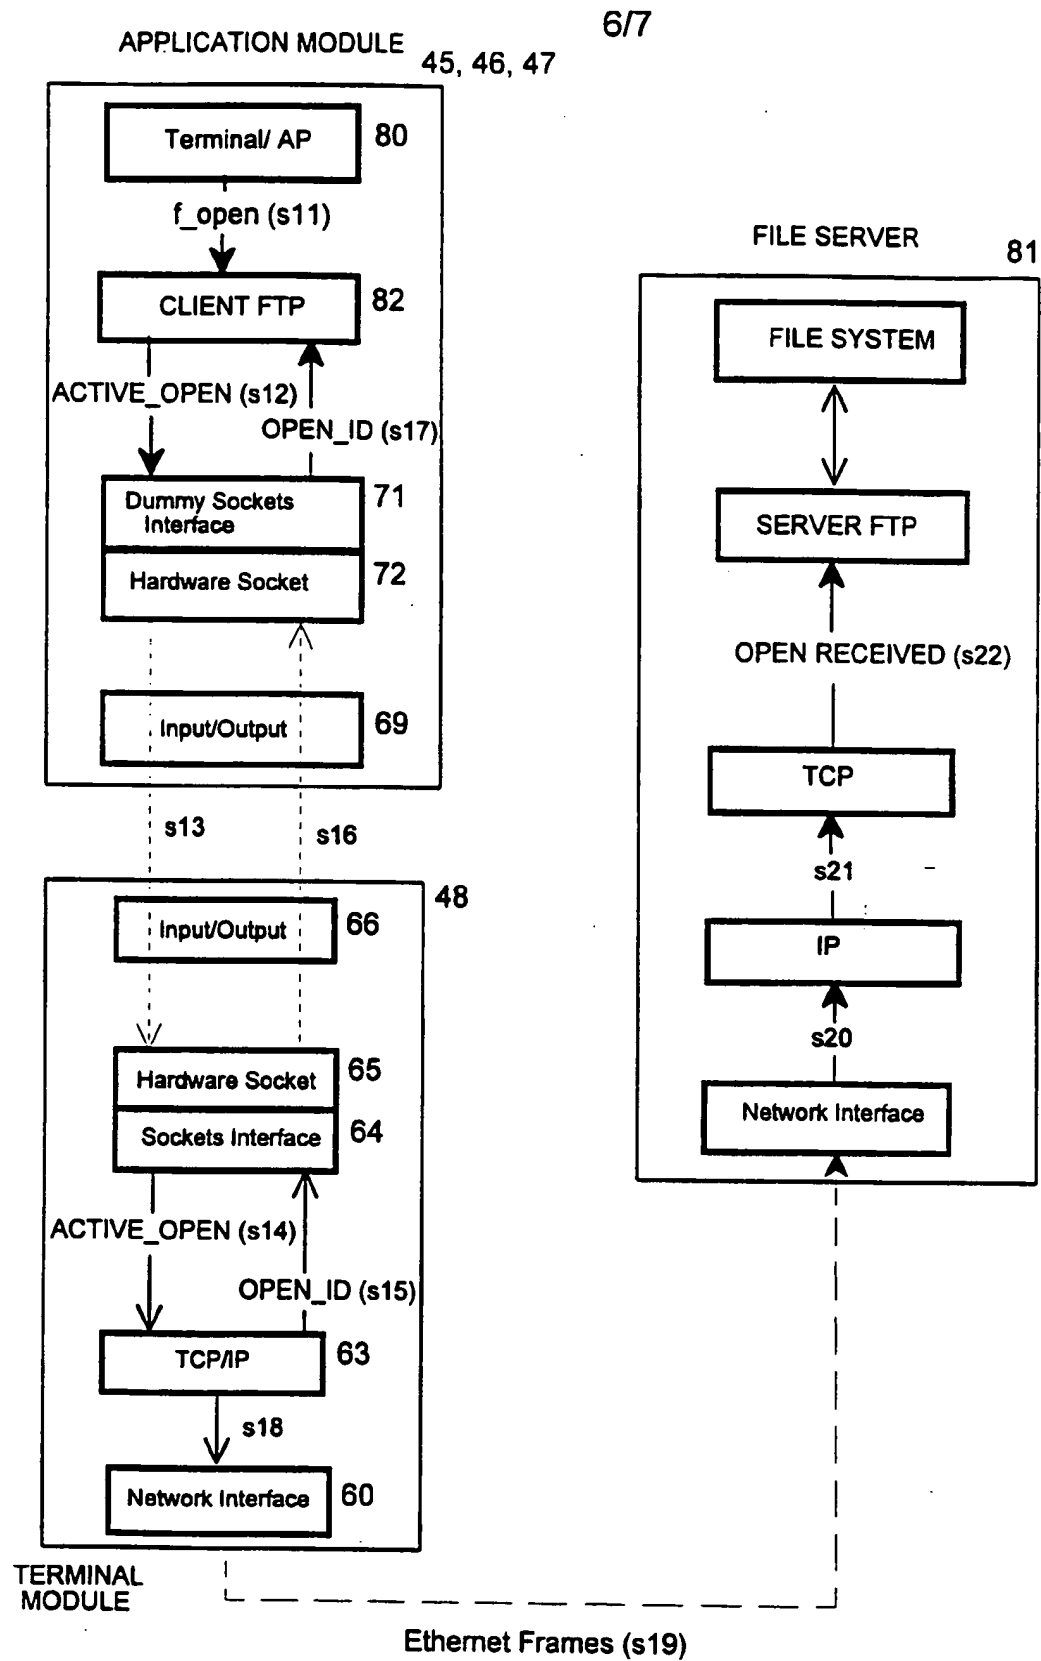 6/7
APPLICATION MODULE
45, 46, 47
Terminal/ AP
80
f_open (s11)
CLIENT FTP
82
ACTIVE_OPEN (s12)
OPEN_ID (s17)
Dummy Sockets
Interface
71
Hardware Socket
72
Input/Output
69
s13
s16
48
Input/Output
66
Hardware Socket
65
Sockets Interface
64
ACTIVE_OPEN (s14)
OPEN_ID (s15)
TCP/IP
63
s18
Network Interface
60
TERMINAL
MODULE
Ethernet Frames (s19)
FILE SERVER
81
FILE SYSTEM
SERVER FTP
OPEN RECEIVED (s22)
TCP
s21
IP
s20
Network Interface